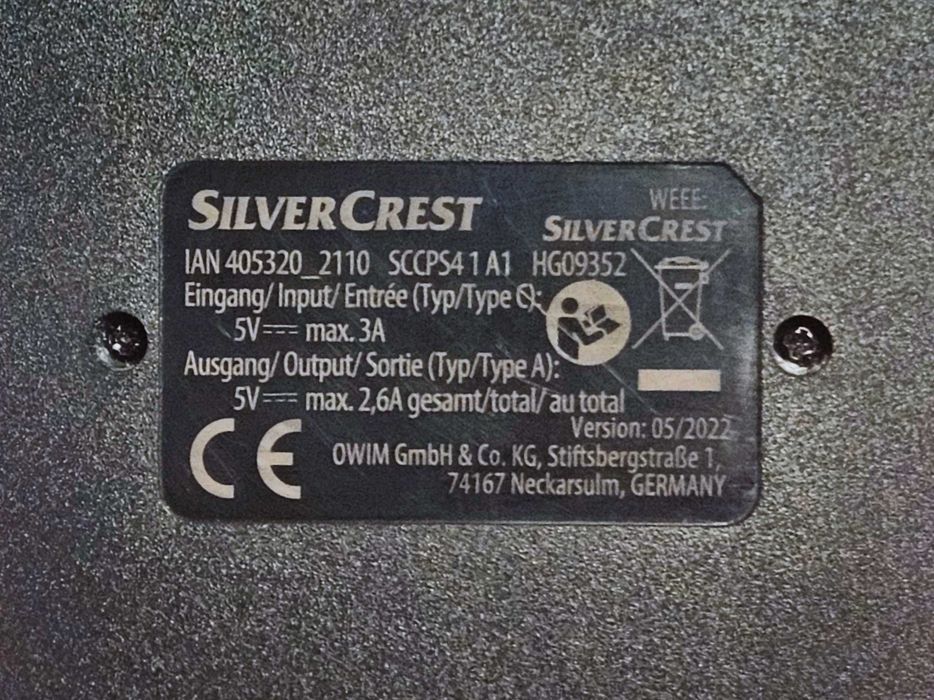 SILVERCREST
WEEE:
SILVERCREST
IAN 405320_2110 SCCPS4 1 A1 HG09352
Eingang/ Input/ Entrée (Typ/Type C):
5V⎓ max. 3A
Ausgang/ Output/ Sortie (Typ/Type A):
5V⎓ max. 2,6A gesamt/total/ au total
Version: 05/2022
CE
OWIM GmbH & Co. KG, Stiftsbergstraße 1,
74167 Neckarsulm, GERMANY